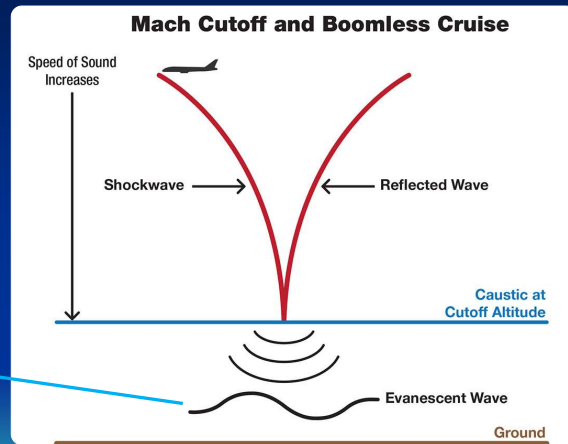 Mach Cutoff and Boomless Cruise
Speed of Sound
Increases
Shockwave
Reflected Wave
Caustic at
Cutoff Altitude
Evanescent Wave
Ground